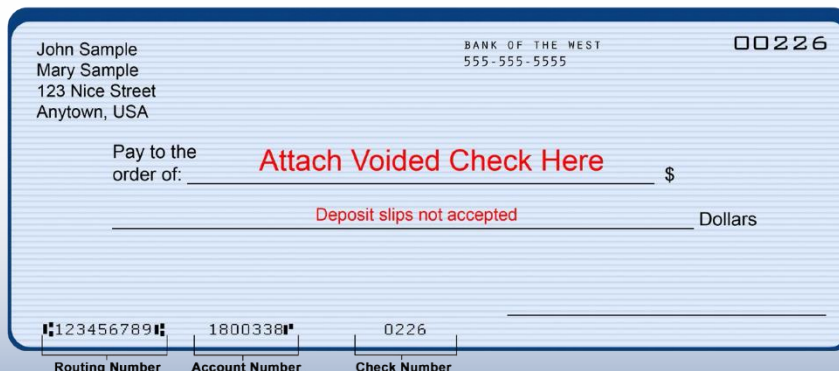 John Sample
Mary Sample
123 Nice Street
Anytown, USA
BANK OF THE WEST
555-555-5555
00226
Pay to the
order of:
Attach Voided Check Here
$
Deposit slips not accepted
Dollars
⑆123456789⑆ 1800338⑈ 0226
Routing Number Account Number Check Number